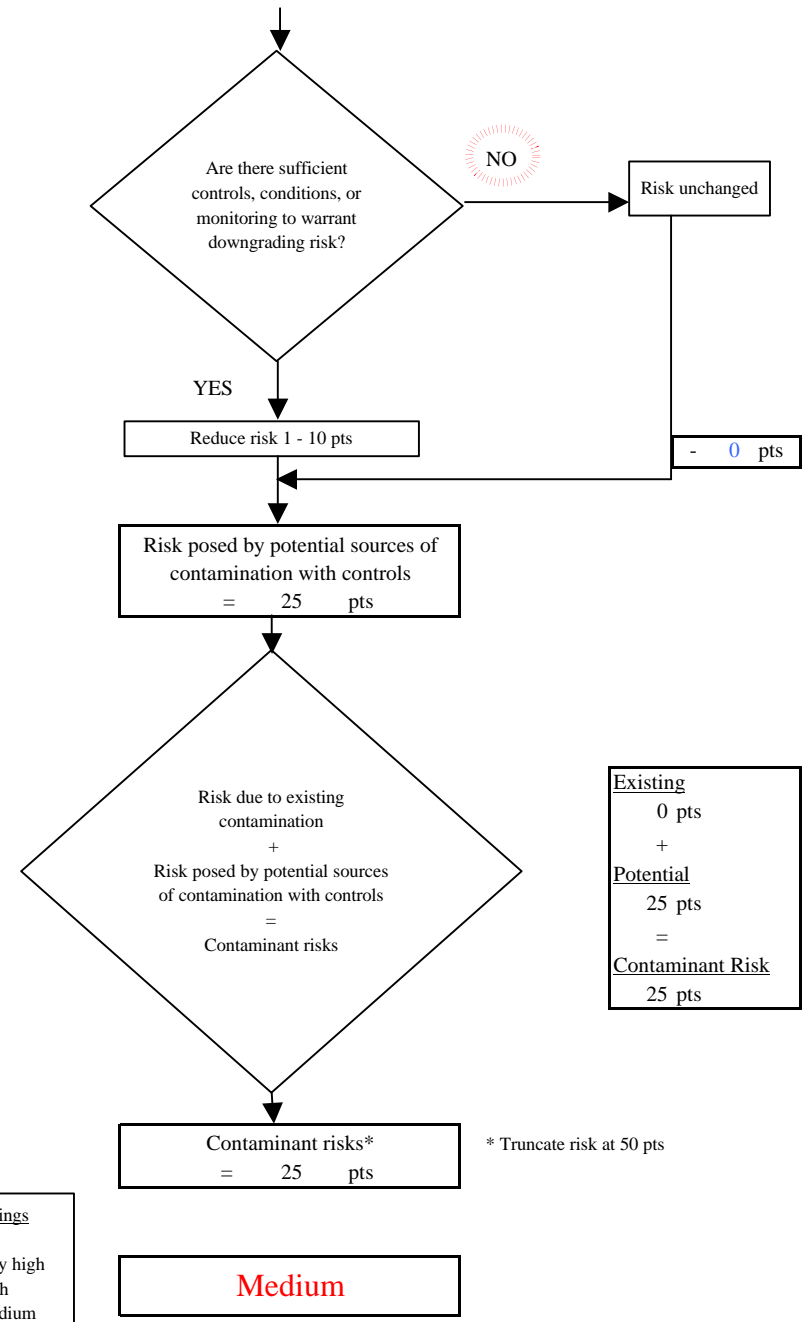 Are there sufficient
controls, conditions, or
monitoring to warrant
downgrading risk?
NO
Risk unchanged
YES
Reduce risk 1 - 10 pts
- 0 pts
Risk posed by potential sources of
contamination with controls
= 25 pts
Risk due to existing
contamination
+
Risk posed by potential sources
of contamination with controls
=
Contaminant risks
Existing
0 pts
+
Potential
25 pts
=
Contaminant Risk
25 pts
Contaminant risks*
= 25 pts
* Truncate risk at 50 pts
high
Medium